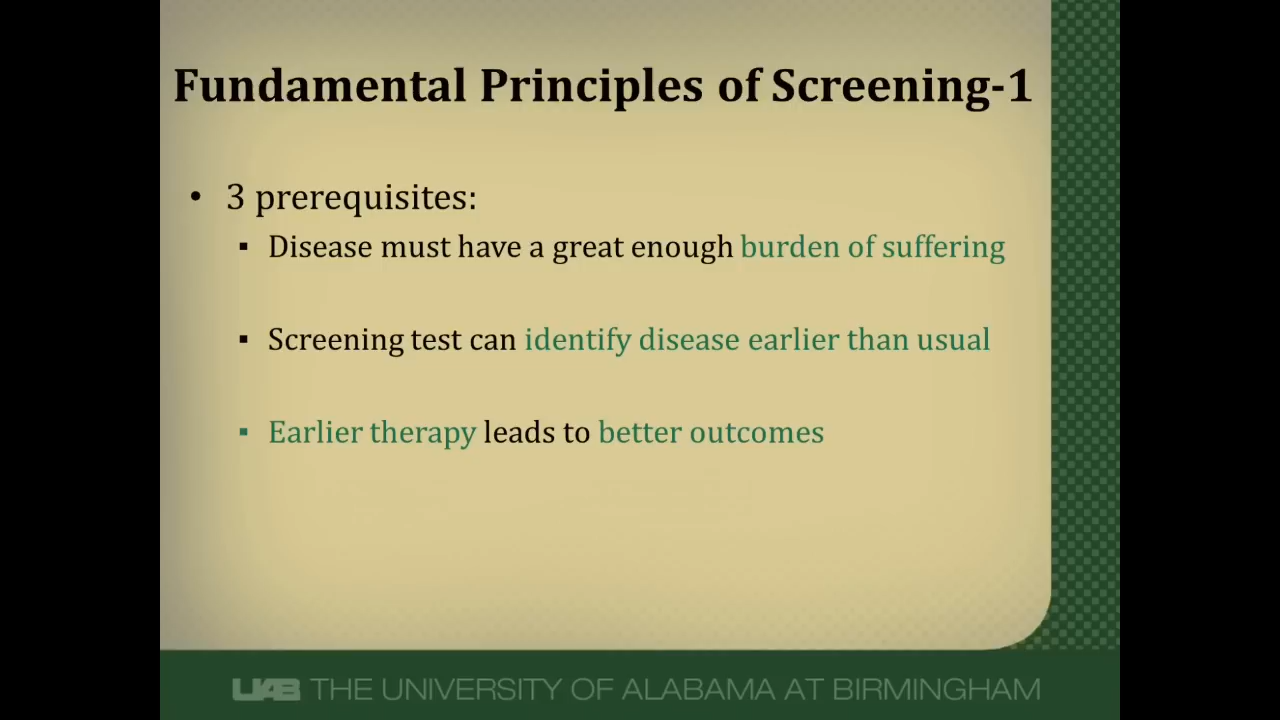 Fundamental Principles of Screening-1
• 3 prerequisites:
▪ Disease must have a great enough burden of suffering
▪ Screening test can identify disease earlier than usual
▪ Earlier therapy leads to better outcomes
UAB THE UNIVERSITY OF ALABAMA AT BIRMINGHAM